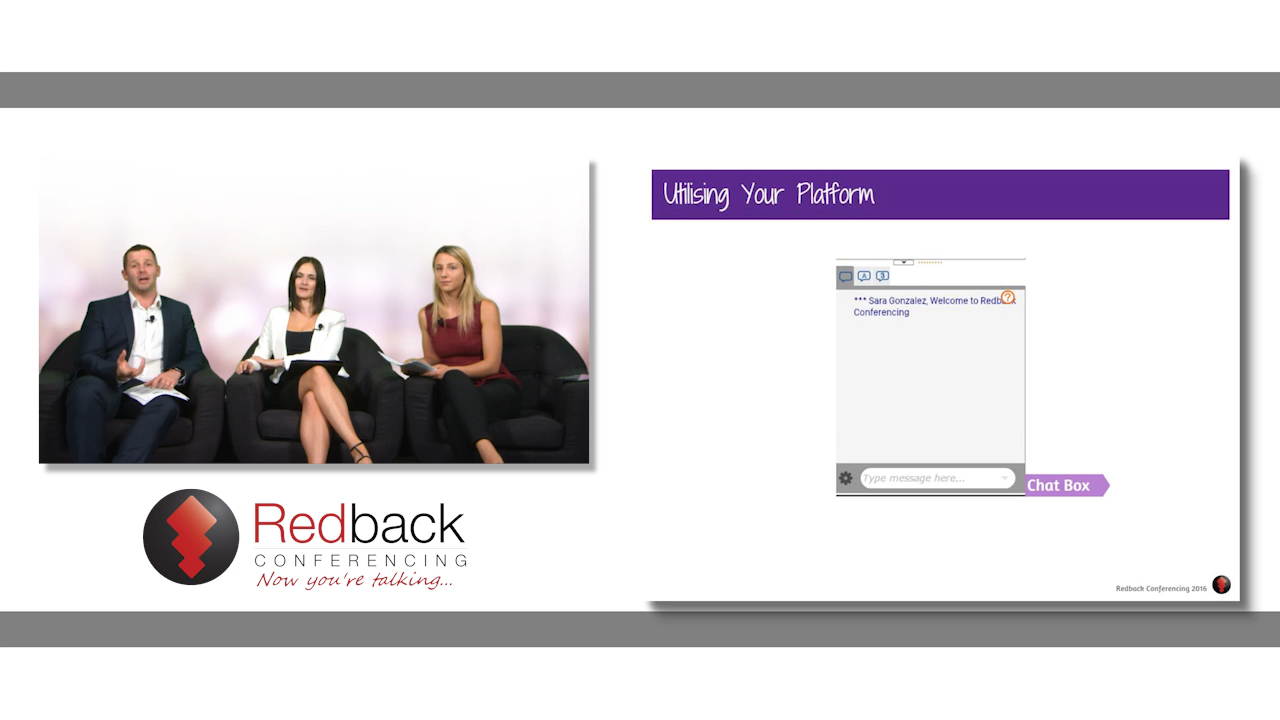 Utilising Your Platform
A
3
?
*** Sara Gonzalez, Welcome to Redback
Conferencing
Type message here...
Chat Box
Redback
CONFERENCING
Now you're talking...
Redback Conferencing 2016